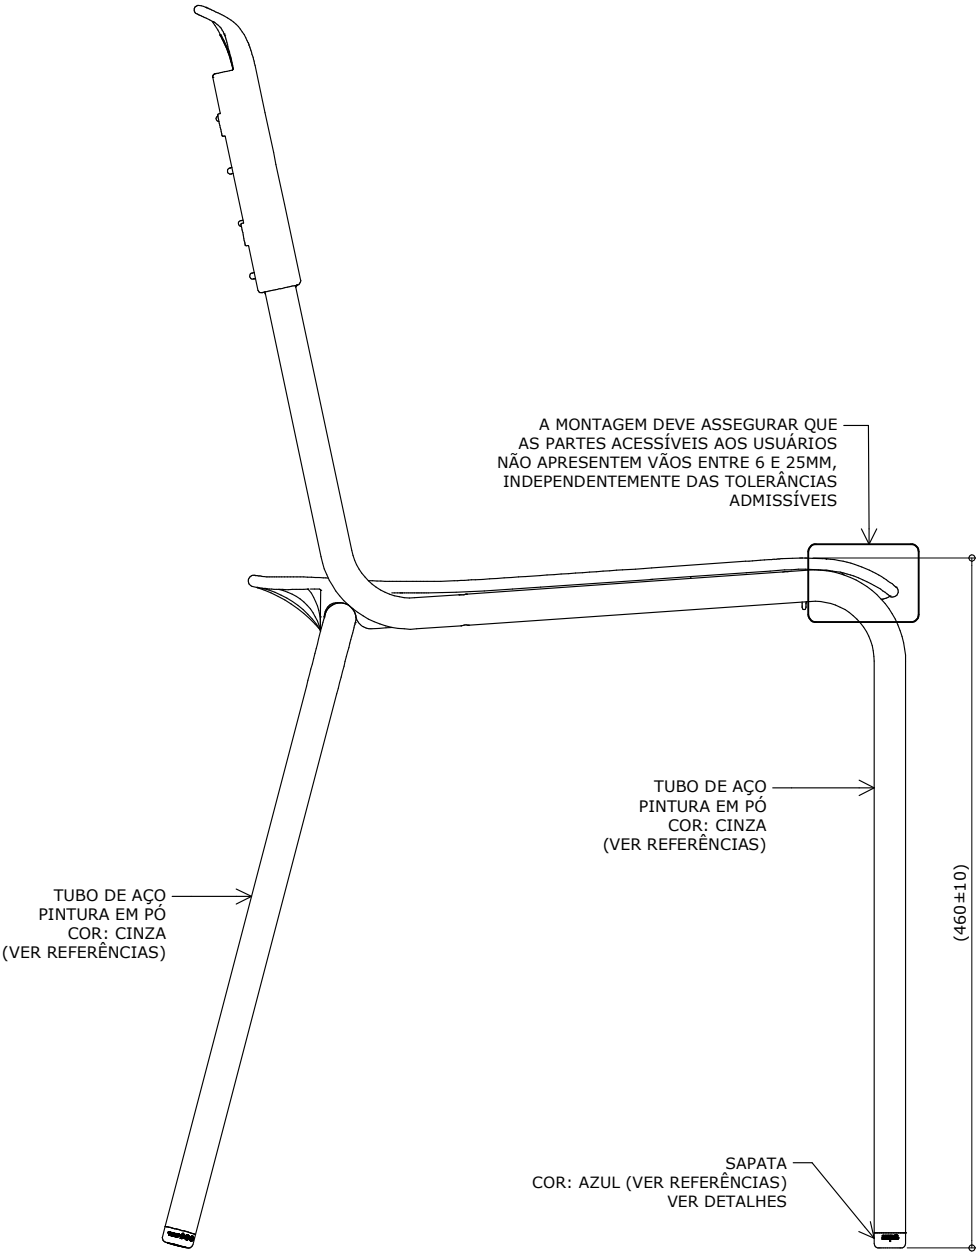 A MONTAGEM DEVE ASSEGURAR QUE
AS PARTES ACESSÍVEIS AOS USUÁRIOS
NÃO APRESENTEM VÃOS ENTRE 6 E 25MM,
INDEPENDENTEMENTE DAS TOLERÂNCIAS
ADMISSÍVEIS
TUBO DE AÇO
PINTURA EM PÓ
COR: CINZA
(VER REFERÊNCIAS)
TUBO DE AÇO
PINTURA EM PÓ
COR: CINZA
(VER REFERÊNCIAS)
(460±10)
SAPATA
COR: AZUL (VER REFERÊNCIAS)
VER DETALHES